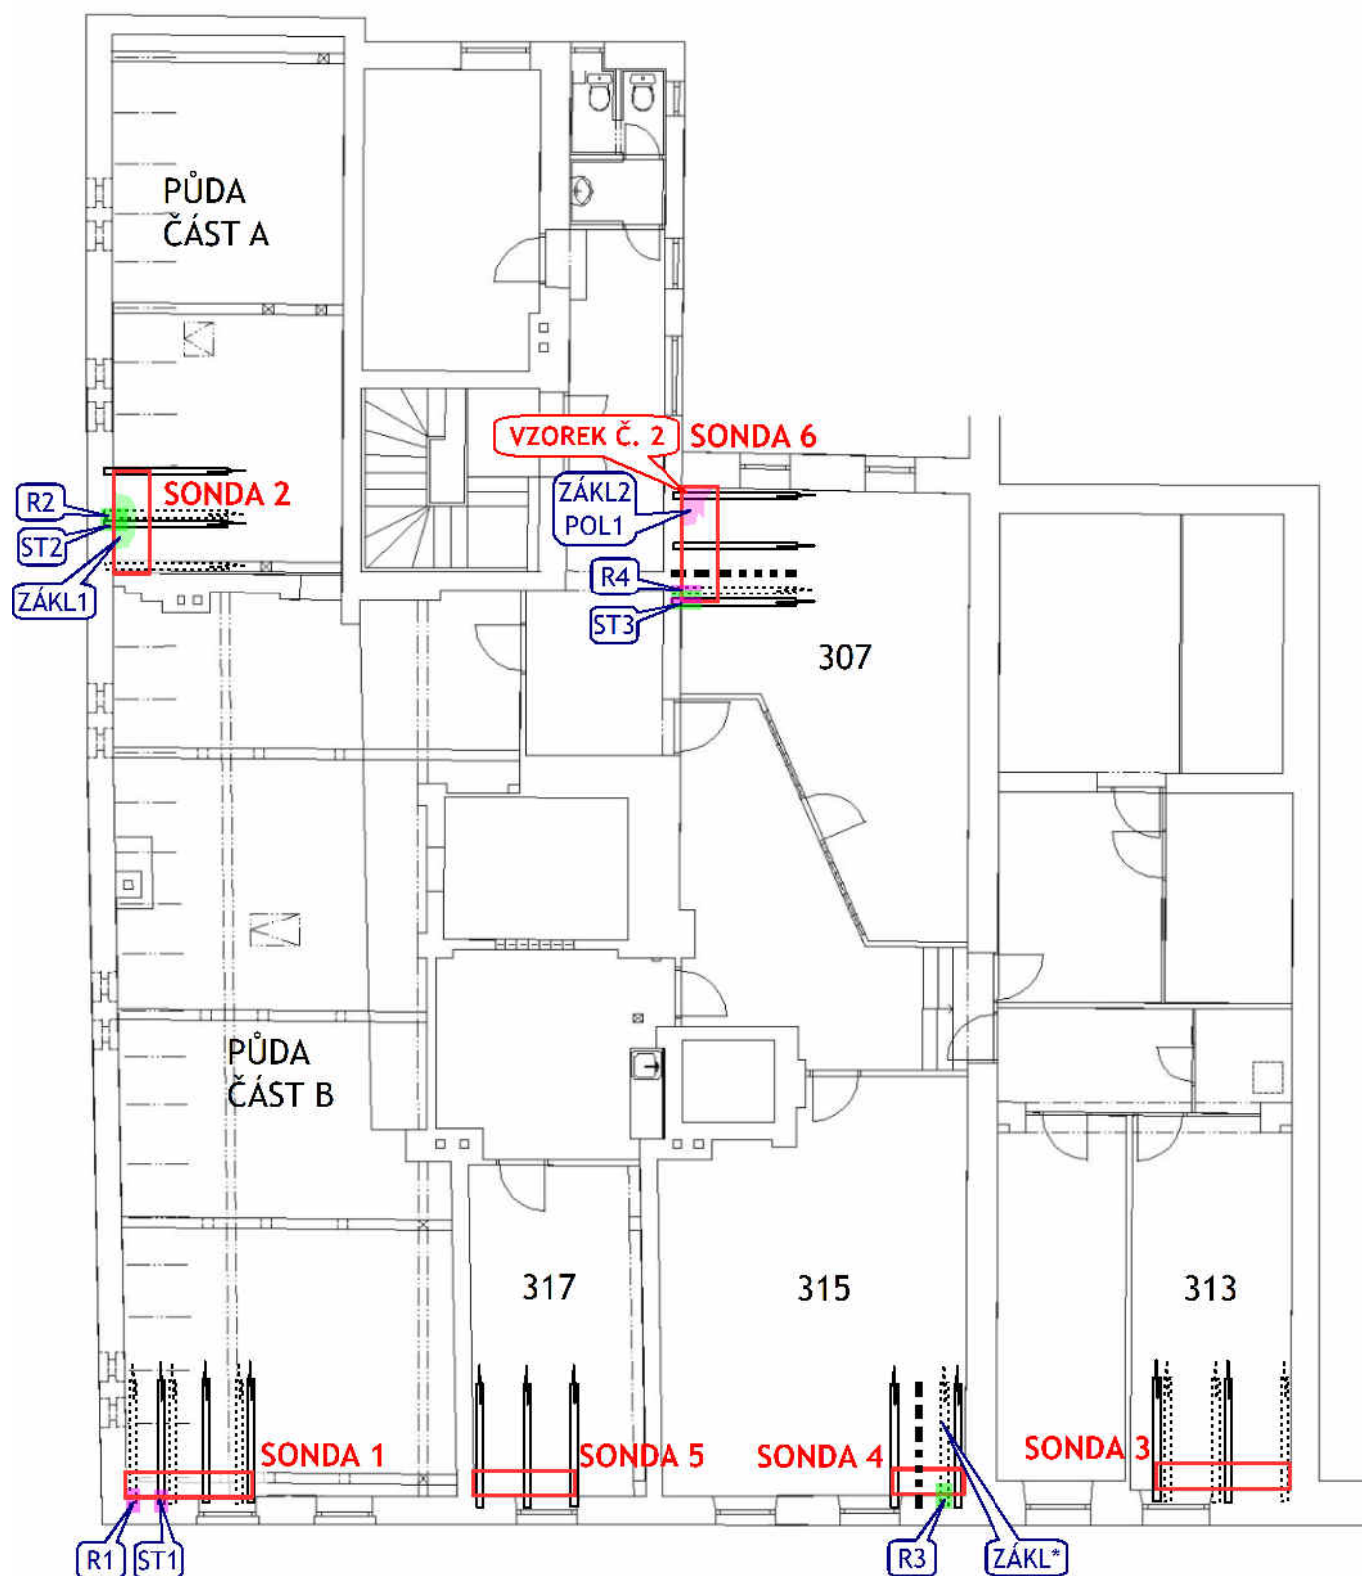 PŮDA
ČÁST A
VZOREK Č. 2
SONDA 6
R2
SONDA 2
ZÁKL2
POL1
ST2
R4
ZÁKL1
ST3
307
PŮDA
ČÁST B
317
315
313
SONDA 1
SONDA 5
SONDA 4
SONDA 3
R1
ST1
R3
ZÁKL*